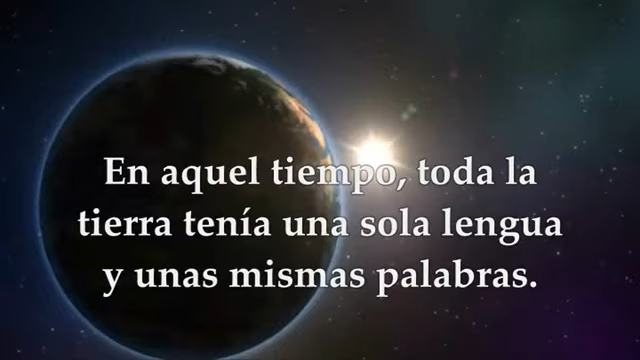 En aquel tiempo, toda la
tierra tenía una sola lengua
y unas mismas palabras.